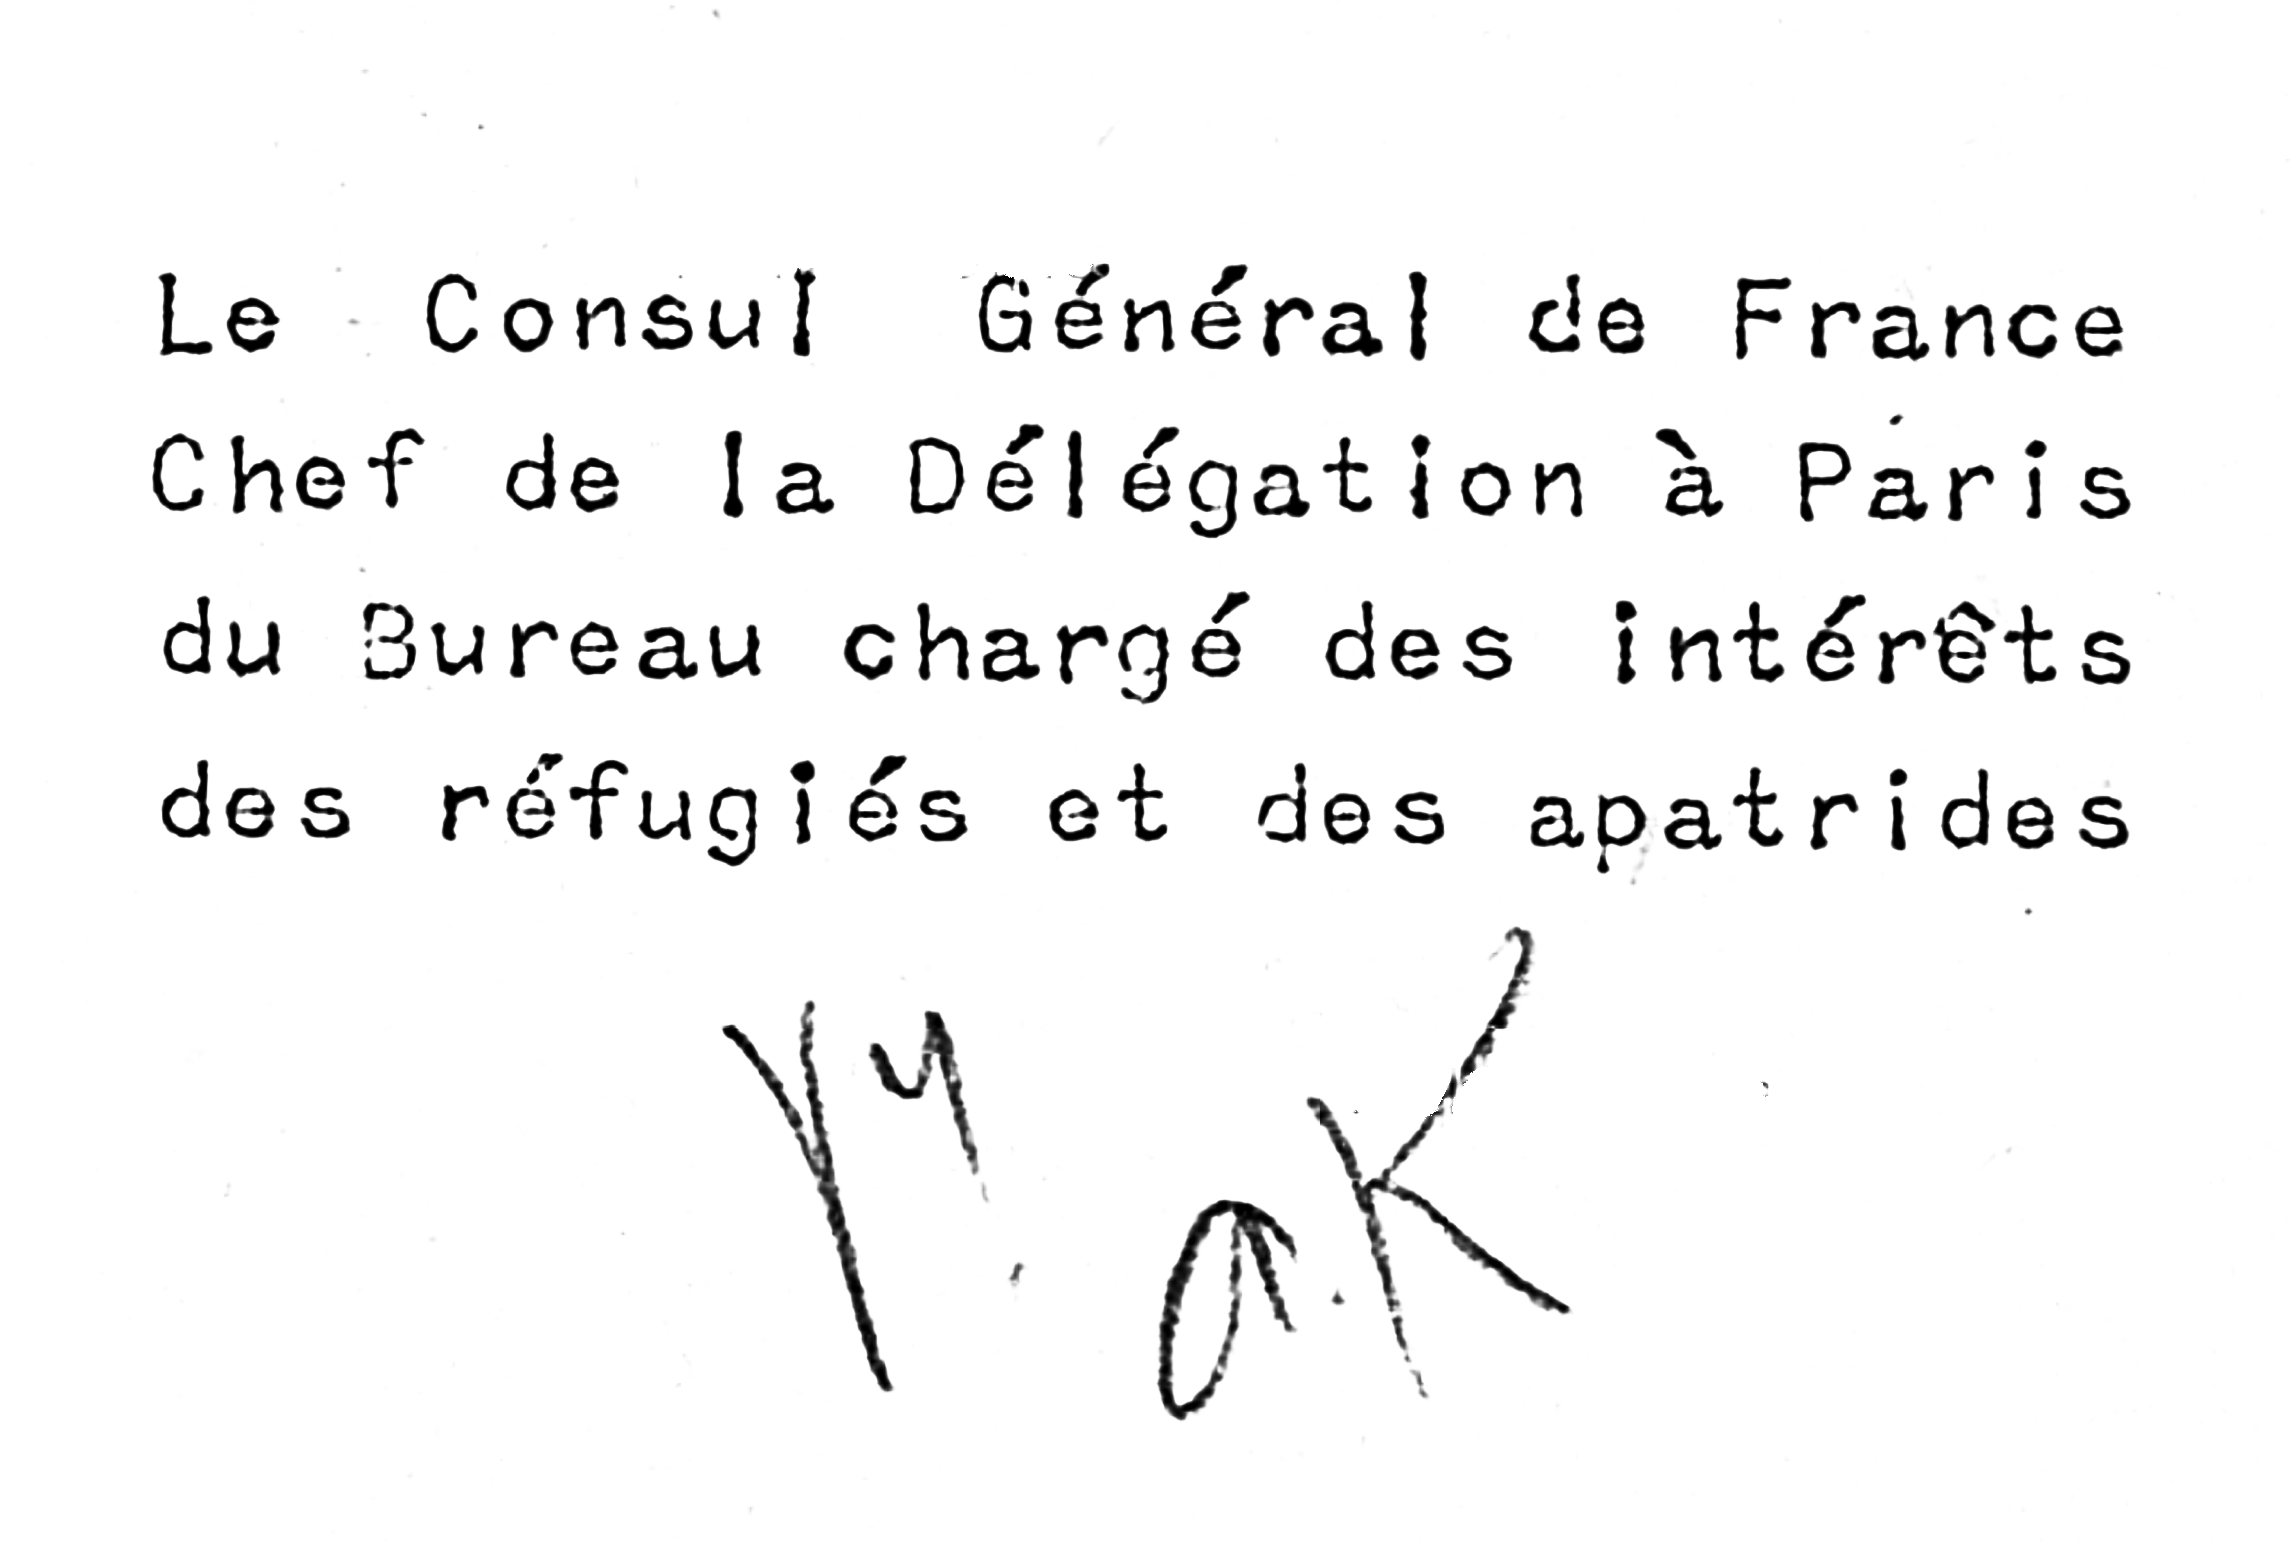 Le Consul Général de France
Chef de la Délégation à Paris
du Bureau chargé des intérêts
des réfugiés et des apatrides